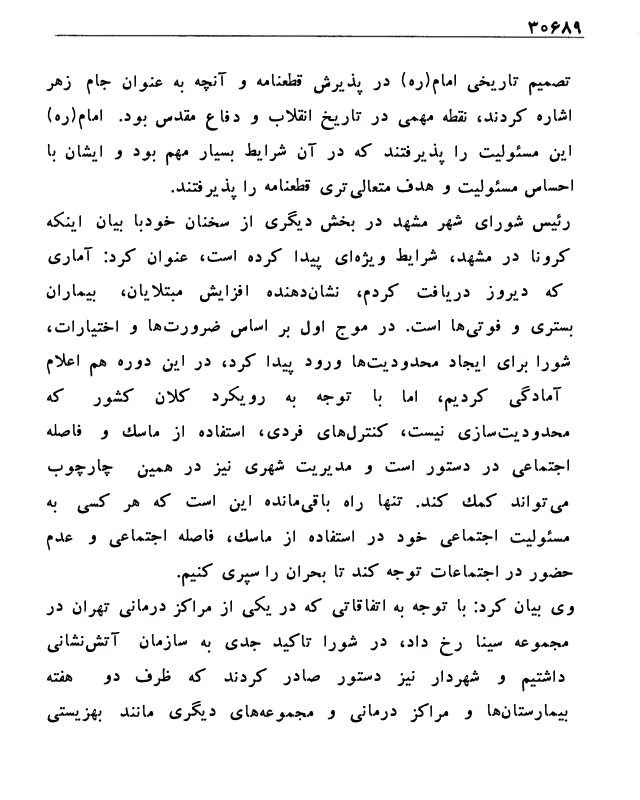 ۳۰۶۸۹
تصمیم تاریخی امام(ره) در پذیرش قطعنامه و آنچه به عنوان جام زهر
اشاره کردند، نقطه مهمی در تاریخ انقلاب و دفاع مقدس بود. امام(ره)
این مسئولیت را پذیرفتند که در آن شرایط بسیار مهم بود و ایشان با
احساس مسئولیت و هدف متعالی‌تری قطعنامه را پذیرفتند.
رئیس شورای شهر مشهد در بخش دیگری از سخنان خودبا بیان اینکه
کرونا در مشهد، شرایط ویژه‌ای پیدا کرده است، عنوان کرد: آماری
که دیروز دریافت کردم، نشان‌دهنده افزایش مبتلایان، بیماران
بستری و فوتی‌ها است. در موج اول بر اساس ضرورت‌ها و اختیارات،
شورا برای ایجاد محدودیت‌ها ورود پیدا کرد، در این دوره هم اعلام
آمادگی کردیم، اما با توجه به رویکرد کلان کشور که
محدودیت‌سازی نیست، کنترل‌های فردی، استفاده از ماسك و فاصله
اجتماعی در دستور است و مدیریت شهری نیز در همین چارچوب
می‌تواند کمك کند. تنها راه باقی‌مانده این است که هر کسی به
مسئولیت اجتماعی خود در استفاده از ماسك، فاصله اجتماعی و عدم
حضور در اجتماعات توجه کند تا بحران را سپری کنیم.
وی بیان کرد: با توجه به اتفاقاتی که در یکی از مراکز درمانی تهران در
مجموعه سینا رخ داد، در شورا تاکید جدی به سازمان آتش‌نشانی
داشتیم و شهردار نیز دستور صادر کردند که ظرف دو هفته
بیمارستان‌ها و مراکز درمانی و مجموعه‌های دیگری مانند بهزیستی